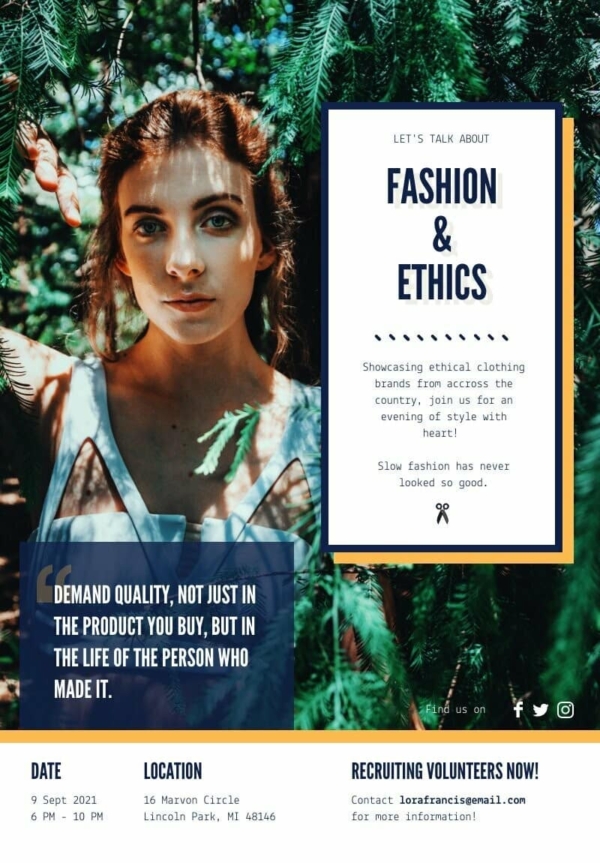 LET'S TALK ABOUT
FASHION
&
ETHICS
Showcasing ethical clothing
brands from accross the
country, join us for an
evening of style with
heart!
Slow fashion has never
looked so good.
“
DEMAND QUALITY, NOT JUST IN
THE PRODUCT YOU BUY, BUT IN
THE LIFE OF THE PERSON WHO
MADE IT.
Find us on
DATE
9 Sept 2021
6 PM - 10 PM
LOCATION
16 Marvon Circle
Lincoln Park, MI 48146
RECRUITING VOLUNTEERS NOW!
Contact lorafrancis@email.com
for more information!